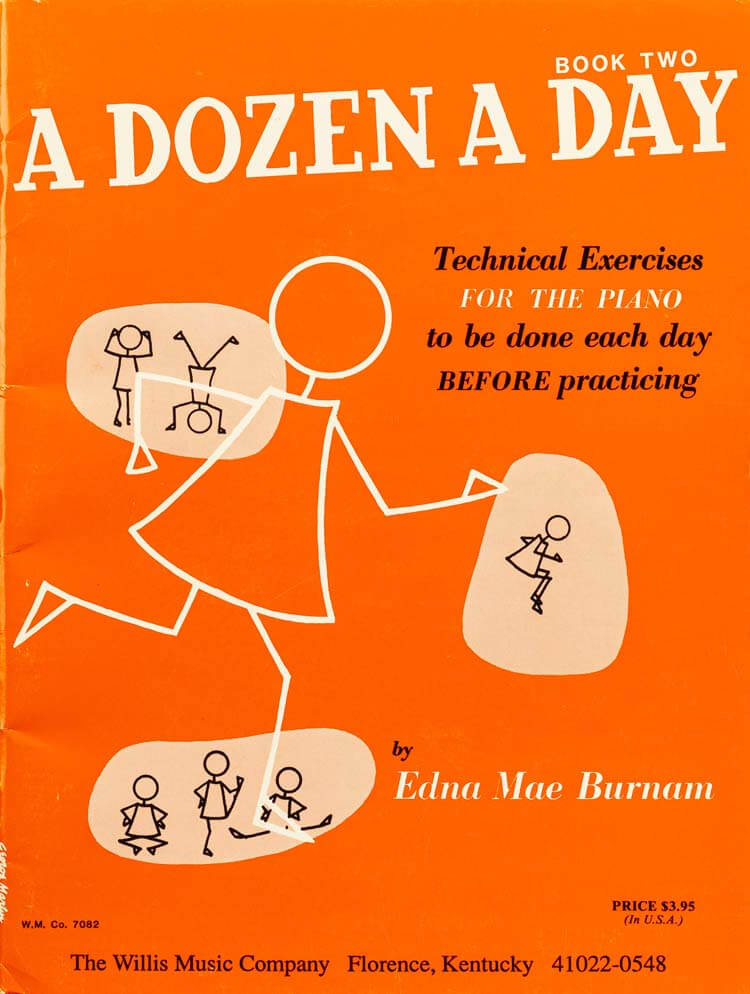 BOOK TWO
A DOZEN A DAY
Technical Exercises
FOR THE PIANO
to be done each day
BEFORE practicing
by
Edna Mae Burnam
W.M. Co. 7082
PRICE $3.95
(In U.S.A.)
The Willis Music Company Florence, Kentucky 41022-0548